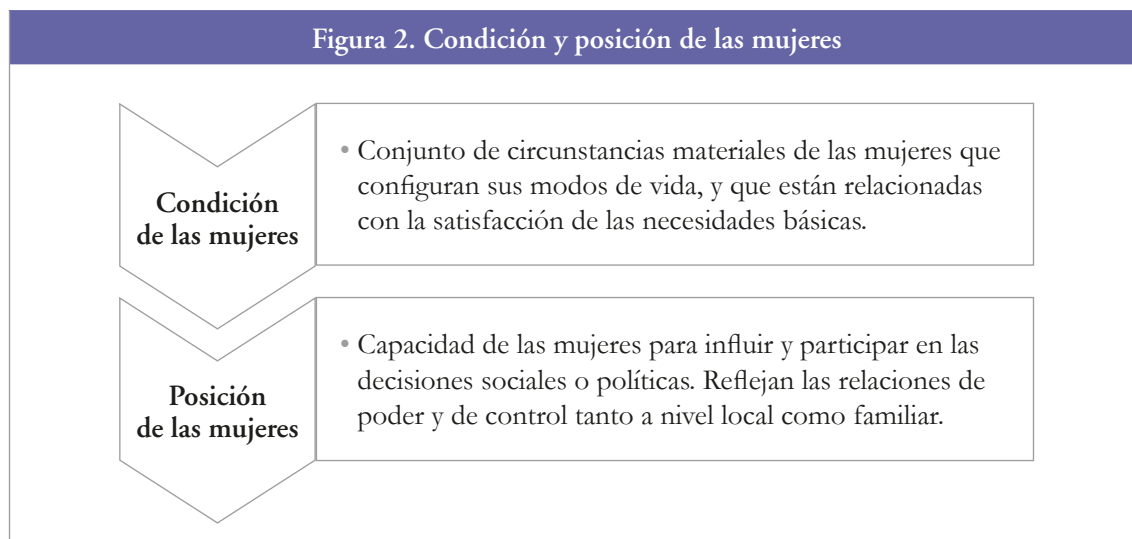 Figura 2. Condición y posición de las mujeres
Condición
de las mujeres
• Conjunto de circunstancias materiales de las mujeres que
configuran sus modos de vida, y que están relacionadas
con la satisfacción de las necesidades básicas.
Posición
de las mujeres
• Capacidad de las mujeres para influir y participar en las
decisiones sociales o políticas. Reflejan las relaciones de
poder y de control tanto a nivel local como familiar.